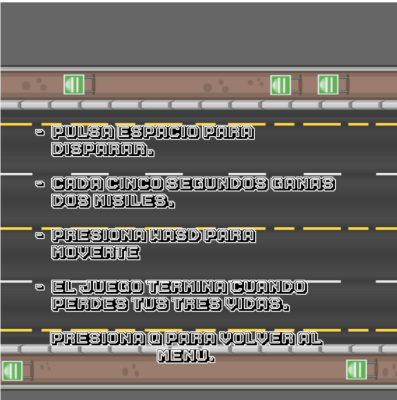 - PULSA ESPACIO PARA
DISPARAR.
- CADA CINCO SEGUNDOS GANAS
DOS MISILES.
- PRESIONA WASD PARA
MOVERTE
- EL JUEGO TERMINA CUANDO
PERDES TUS TRES VIDAS.
PRESIONA Q PARA VOLVER AL
MENÚ.